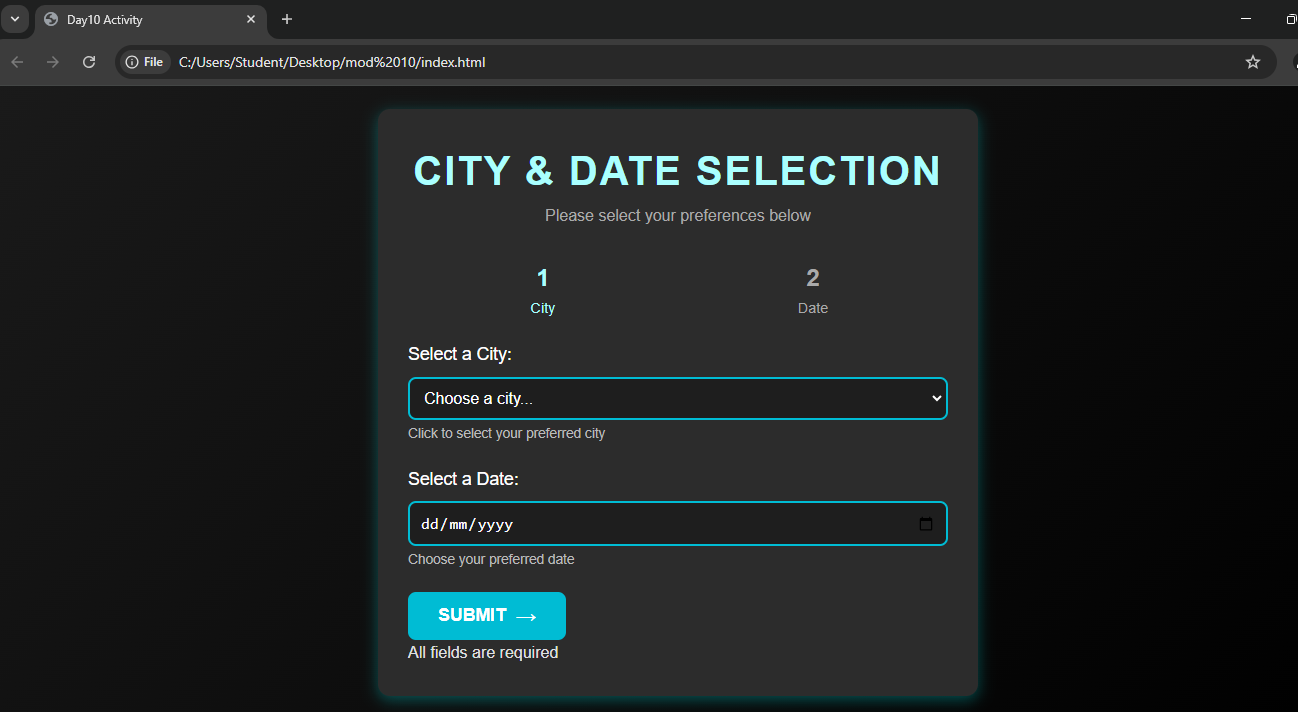 Day10 Activity
File C:/Users/Student/Desktop/mod%2010/index.html
CITY & DATE SELECTION
Please select your preferences below
1 2
City Date
Select a City:
Choose a city...
Click to select your preferred city
Select a Date:
dd/mm/yyyy
Choose your preferred date
SUBMIT →
All fields are required